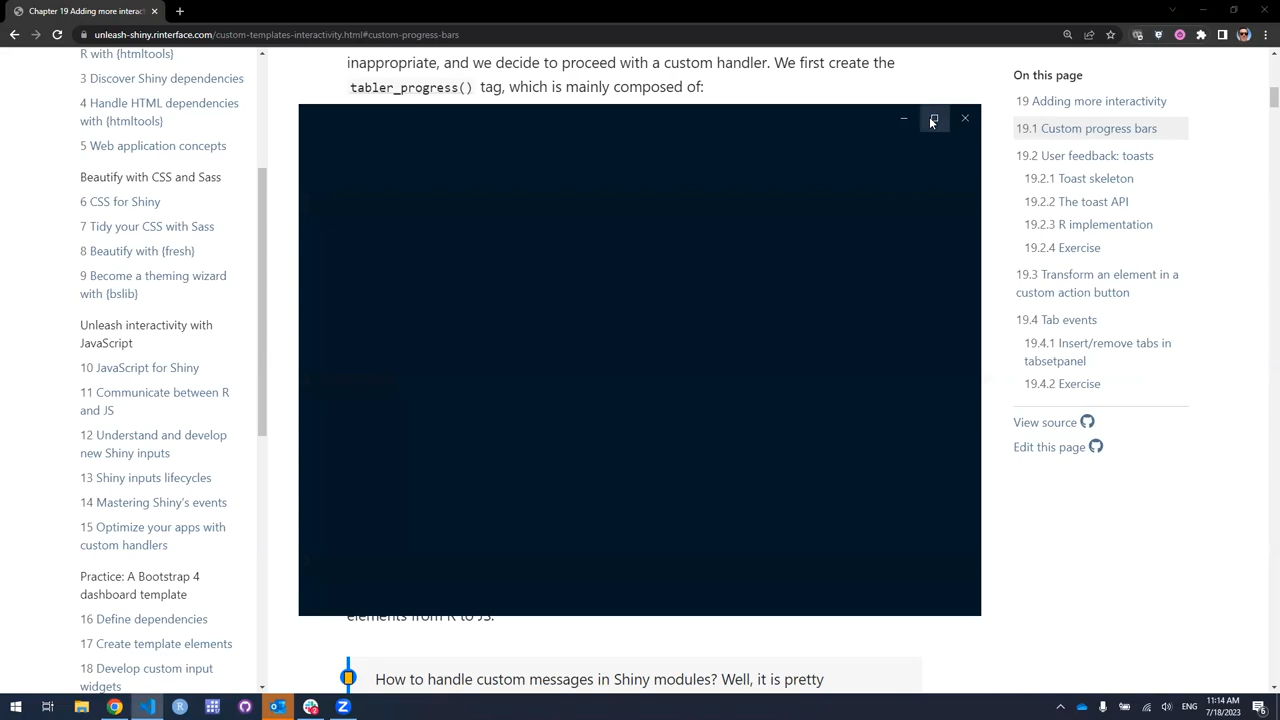 Chapter 19 Adding more interac
unleash-shiny.rinterface.com/custom-templates-interactivity.html#custom-progress-bars
R with {htmltools}
3 Discover Shiny dependencies
4 Handle HTML dependencies
with {htmltools}
5 Web application concepts
Beautify with CSS and Sass
6 CSS for Shiny
7 Tidy your CSS with Sass
8 Beautify with {fresh}
9 Become a theming wizard
with {bslib}
Unleash interactivity with
JavaScript
10 JavaScript for Shiny
11 Communicate between R
and JS
12 Understand and develop
new Shiny inputs
13 Shiny inputs lifecycles
14 Mastering Shiny's events
15 Optimize your apps with
custom handlers
Practice: A Bootstrap 4
dashboard template
16 Define dependencies
17 Create template elements
18 Develop custom input
widgets
inappropriate, and we decide to proceed with a custom handler. We first create the
tabler_progress() tag, which is mainly composed of:
elements from R to JS.
How to handle custom messages in Shiny modules? Well, it is pretty
On this page
19 Adding more interactivity
19.1 Custom progress bars
19.2 User feedback: toasts
19.2.1 Toast skeleton
19.2.2 The toast API
19.2.3 R implementation
19.2.4 Exercise
19.3 Transform an element in a
custom action button
19.4 Tab events
19.4.1 Insert/remove tabs in
tabsetpanel
19.4.2 Exercise
View source
Edit this page
ENG
11:14 AM
7/18/2023